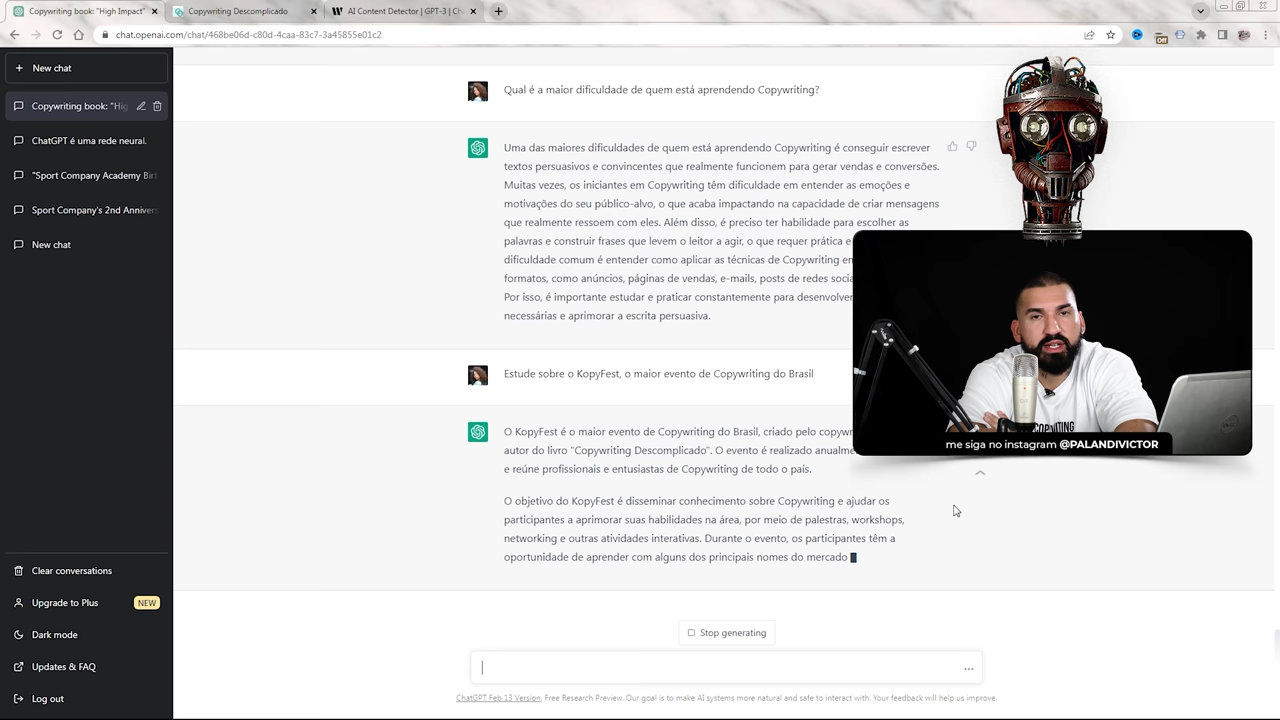 Copywriting book: "High Impact"
Copywriting Descomplicado
AI Content Detector | GPT-3 | Ch
chat.openai.com/chat/468be06d-c80d-4caa-83c7-3a45855e01c2
Off
New chat
Copywriting book: "Hig
ChatGPT é uma rede neural.
"Sport Company Academy Birt
Sport Company's 2nd Anniver
New chat
Clear conversations
Upgrade to Plus
NEW
Dark mode
Updates & FAQ
Log out
Qual é a maior dificuldade de quem está aprendendo Copywriting?
Uma das maiores dificuldades de quem está aprendendo Copywriting é conseguir escrever
textos persuasivos e convincentes que realmente funcionem para gerar vendas e conversões.
Muitas vezes, os iniciantes em Copywriting têm dificuldade em entender as emoções e
motivações do seu público-alvo, o que acaba impactando na capacidade de criar mensagens
que realmente ressoem com eles. Além disso, é preciso ter habilidade para escolher as
palavras e construir frases que levem o leitor a agir, o que requer prática e
dificuldade comum é entender como aplicar as técnicas de Copywriting em
formatos, como anúncios, páginas de vendas, e-mails, posts de redes socia
Por isso, é importante estudar e praticar constantemente para desenvolver
necessárias e aprimorar a escrita persuasiva.
Estude sobre o KopyFest, o maior evento de Copywriting do Brasil
O KopyFest é o maior evento de Copywriting do Brasil, criado pelo copywr
autor do livro "Copywriting Descomplicado". O evento é realizado anualme
e reúne profissionais e entusiastas de Copywriting de todo o país.
O objetivo do KopyFest é disseminar conhecimento sobre Copywriting e ajudar os
participantes a aprimorar suas habilidades na área, por meio de palestras, workshops,
networking e outras atividades interativas. Durante o evento, os participantes têm a
oportunidade de aprender com alguns dos principais nomes do mercado
me siga no instagram @PALANDIVICTOR
Stop generating
ChatGPT Feb 13 Version. Free Research Preview. Our goal is to make AI systems more natural and safe to interact with. Your feedback will help us improve.